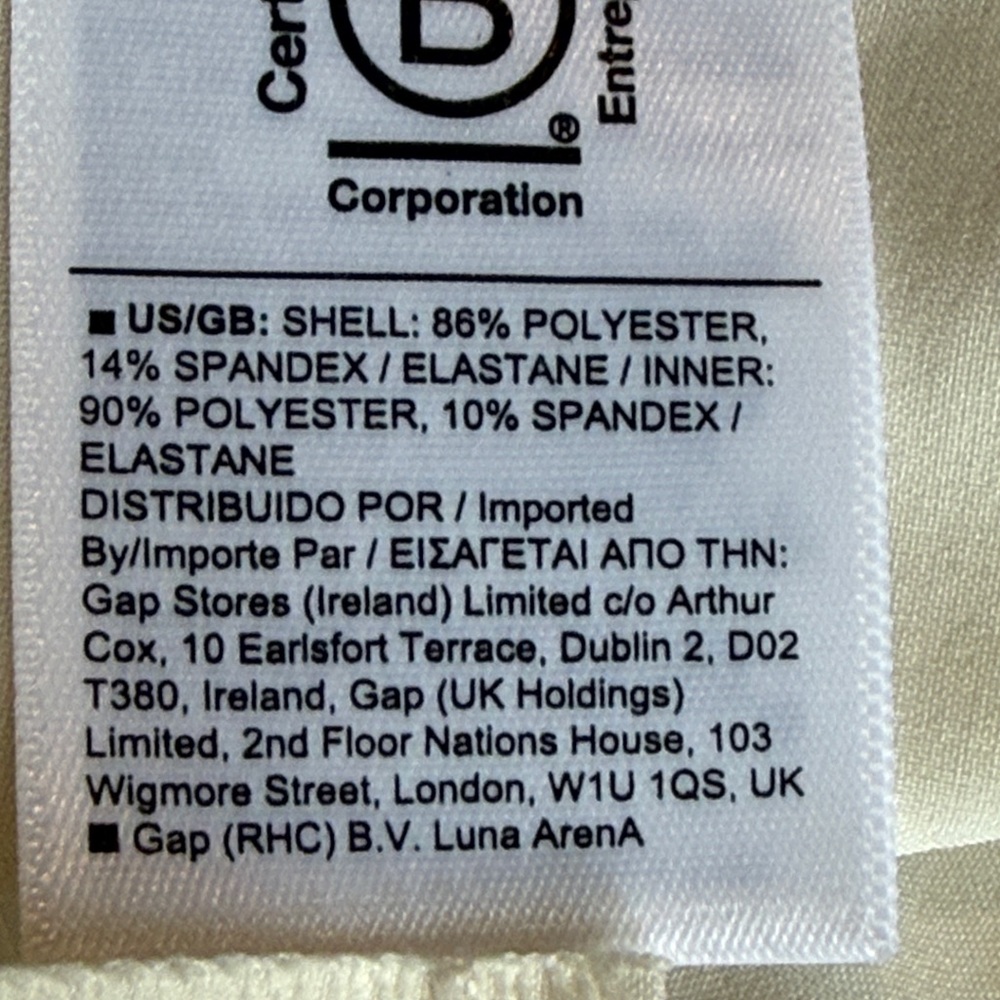 Cert
B
Entre
®
Corporation
■ US/GB: SHELL: 86% POLYESTER,
14% SPANDEX / ELASTANE / INNER:
90% POLYESTER, 10% SPANDEX /
ELASTANE
DISTRIBUIDO POR / Imported
By/Importe Par / ΕΙΣΑΓΕΤΑΙ ΑΠΟ ΤΗΝ:
Gap Stores (Ireland) Limited c/o Arthur
Cox, 10 Earlsfort Terrace, Dublin 2, D02
T380, Ireland, Gap (UK Holdings)
Limited, 2nd Floor Nations House, 103
Wigmore Street, London, W1U 1QS, UK
■ Gap (RHC) B.V. Luna ArenA